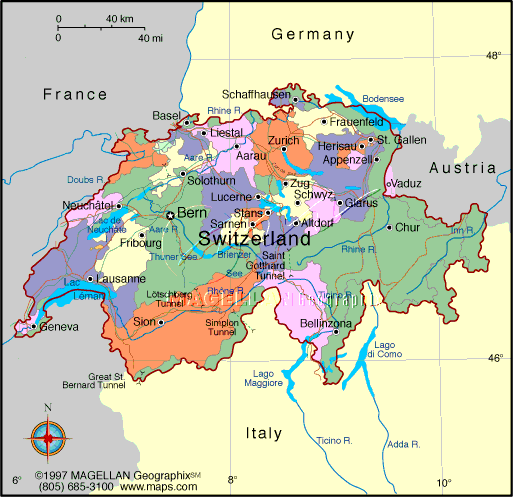 40 km
40 mi
Germany
48°
France
Schaffhausen
Bodensee
Rhine R.
Basel
Frauenfeld
Liestal
St. Gallen
Zurich
Herisau
Aarau
Appenzell
Aare R.
Austria
Doubs R.
Solothurn
Zug
Vaduz
Lucerne
Schwyz
Neuchâtel
Glarus
Bern
Stans
Lac de
Neuchâte
Sarnen
Altdorf
Chur
Aare R.
Inn R.
Fribourg
Switzerland
Rhine R.
Thuner See
Brienzer
See
Saint
Gotthard
Tunnel
Lausanne
Lac
Léman
Rhône R.
Lötschberg
Tunnel
MAGELLAN Geographix
Ticino R.
Geneva
Sion
Simplon
Tunnel
Bellinzona
Lago
di Como
46°
Great St.
Bernard Tunnel
Lago
Maggiore
N
Italy
Ticino R.
Adda R.
6°
8°
10°
©1997 MAGELLAN Geographix℠
(805) 685-3100 www.maps.com